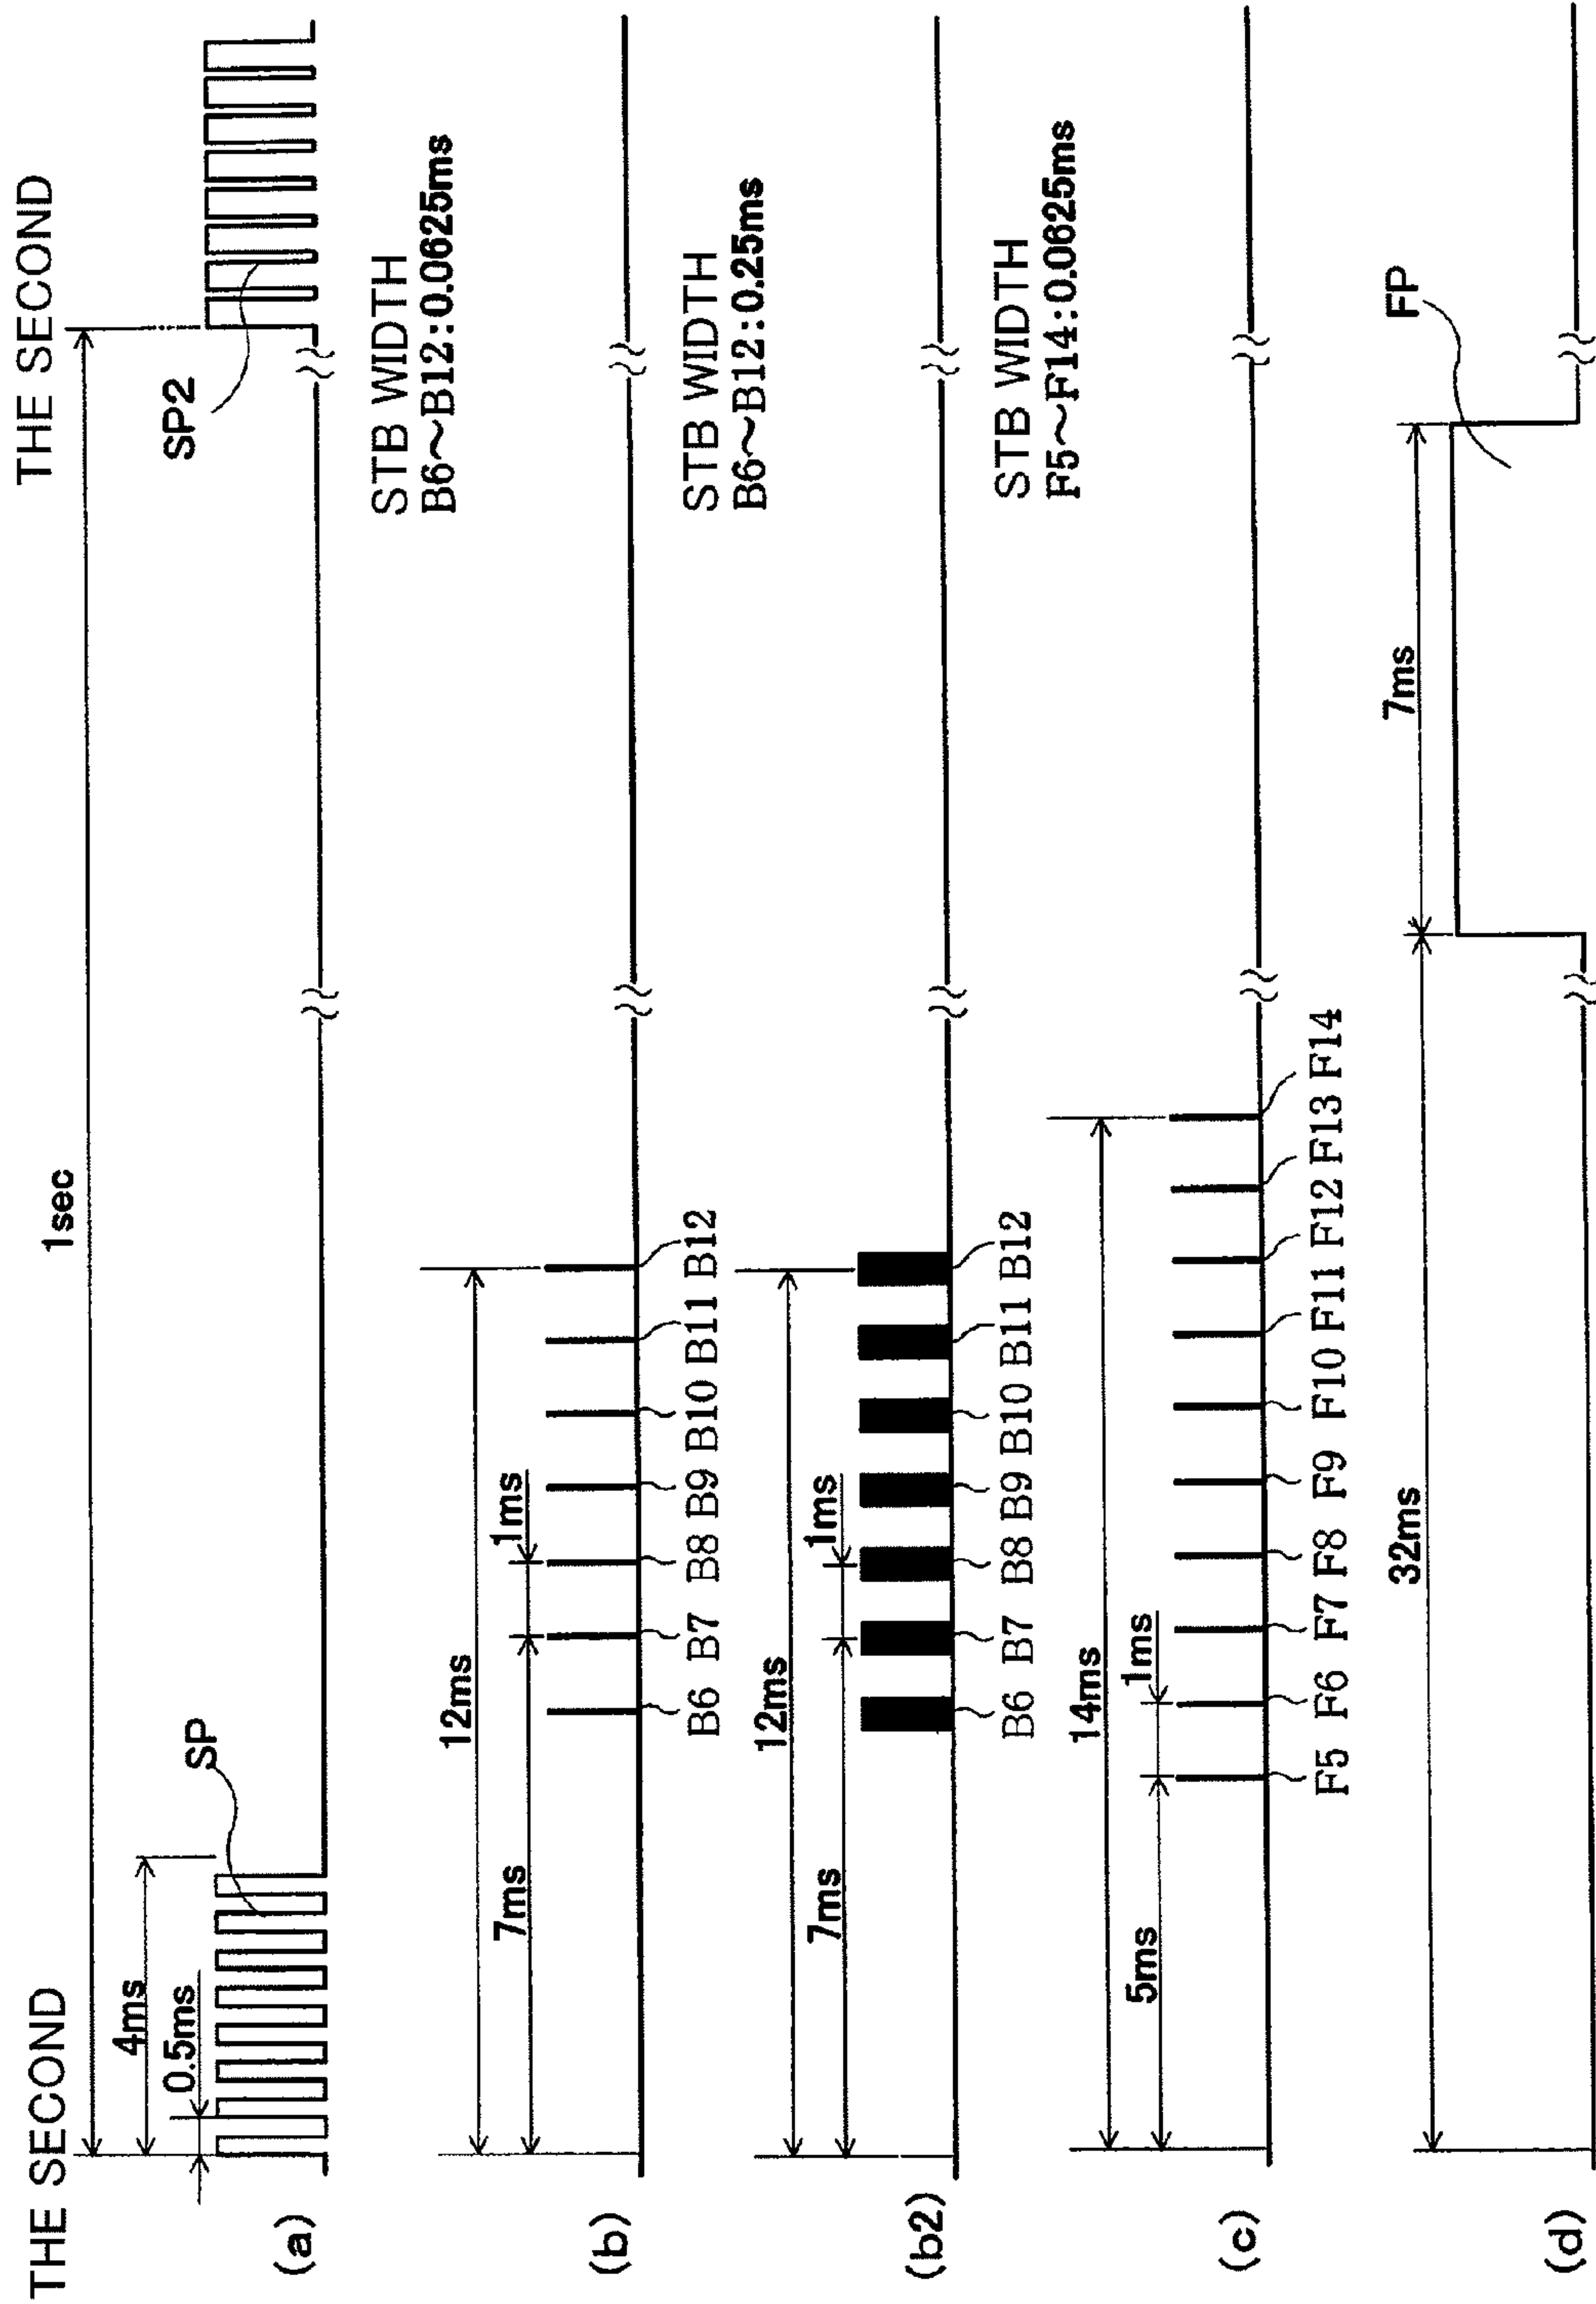 THE SECOND
THE SECOND
1sec
4ms
0.5ms
SP
SP2
(a)
STB WIDTH
B6~B12:0.0625ms
12ms
7ms
1ms
B6 B7 B8 B9 B10 B11 B12
(b)
STB WIDTH
B6~B12:0.25ms
12ms
7ms
1ms
B6 B7 B8 B9 B10 B11 B12
(b2)
STB WIDTH
F5~F14:0.0625ms
14ms
5ms
1ms
F5 F6 F7 F8 F9 F10 F11 F12 F13 F14
(c)
32ms
7ms
FP
(d)